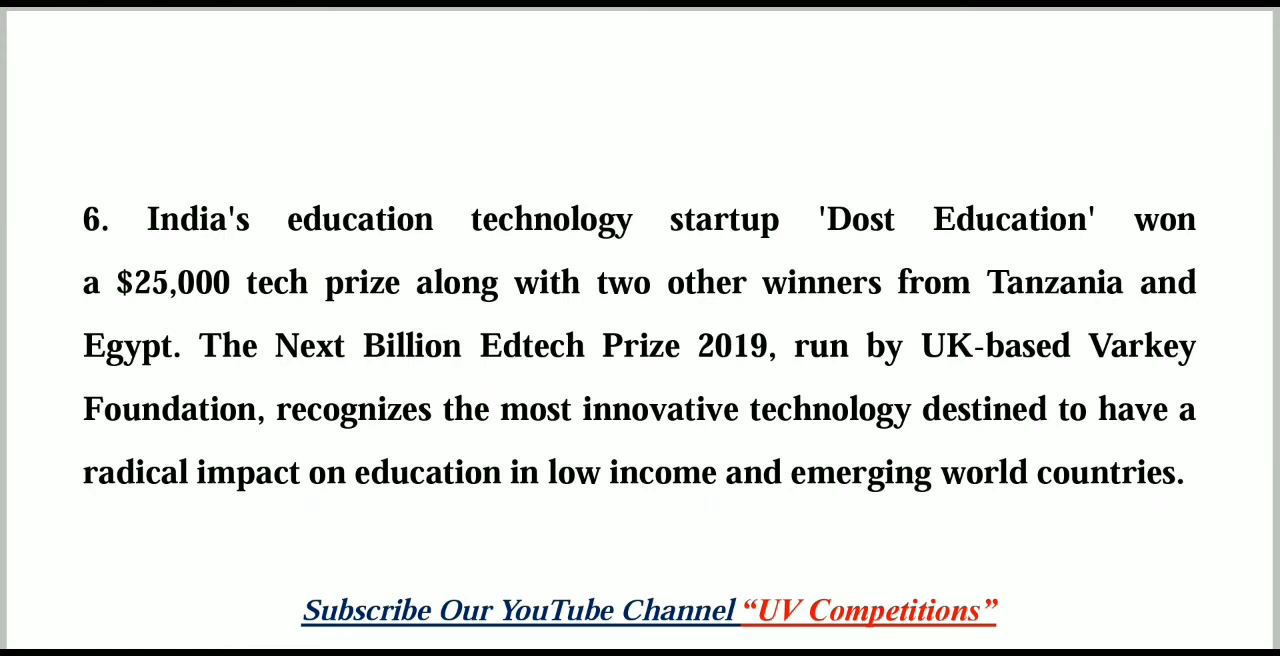 6. India's education technology startup 'Dost Education' won
a $25,000 tech prize along with two other winners from Tanzania and
Egypt. The Next Billion Edtech Prize 2019, run by UK-based Varkey
Foundation, recognizes the most innovative technology destined to have a
radical impact on education in low income and emerging world countries.
Subscribe Our YouTube Channel “UV Competitions”